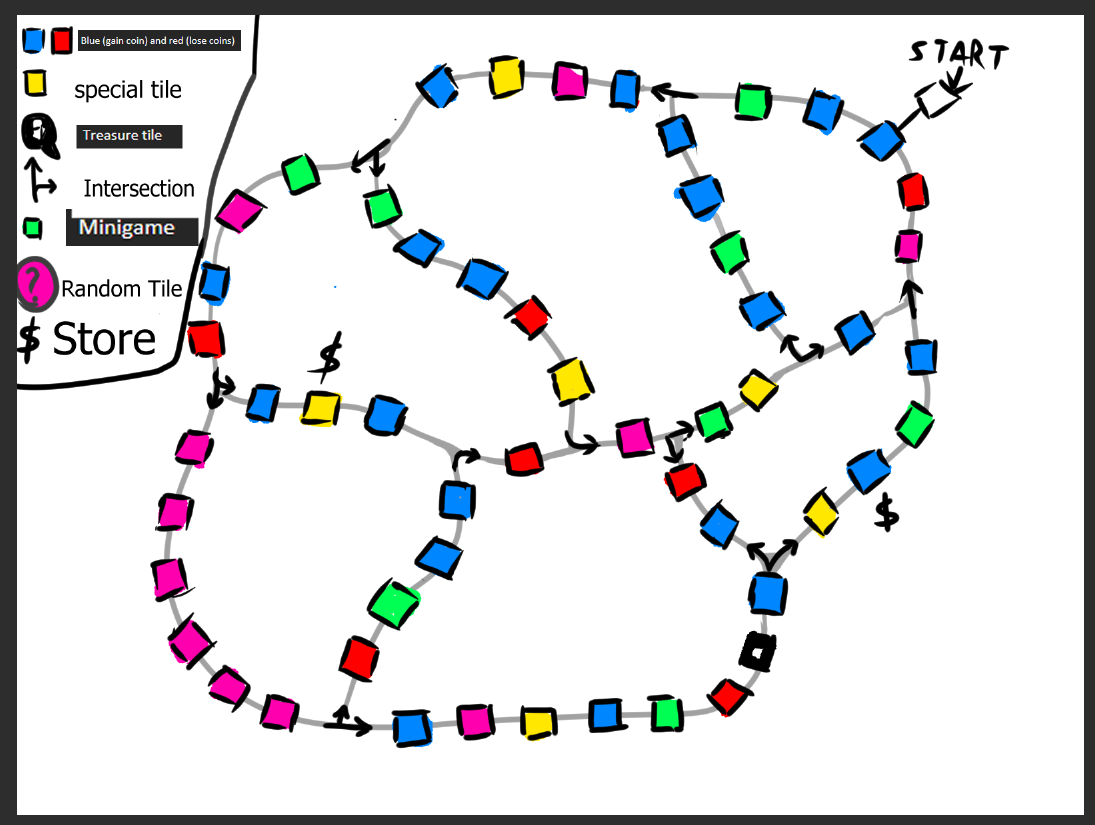 Blue (gain coin) and red (lose coins)
special tile
Treasure tile
Intersection
Minigame
? Random Tile
$ Store
START
$
$